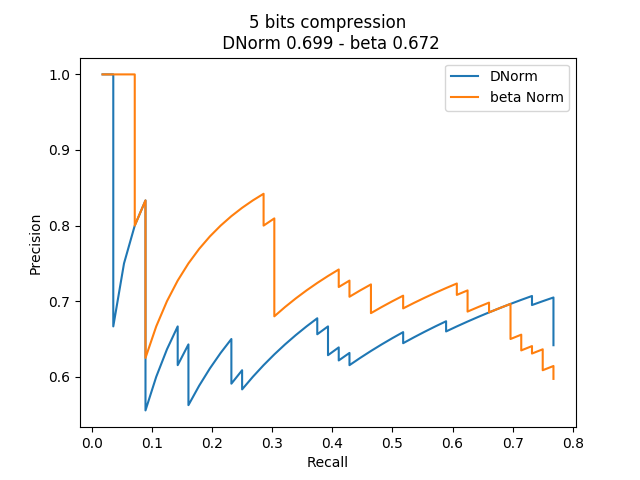 5 bits compression
DNorm 0.699 - beta 0.672
DNorm
beta Norm
1.0
0.9
0.8
0.7
0.6
Precision
0.0 0.1 0.2 0.3 0.4 0.5 0.6 0.7 0.8
Recall